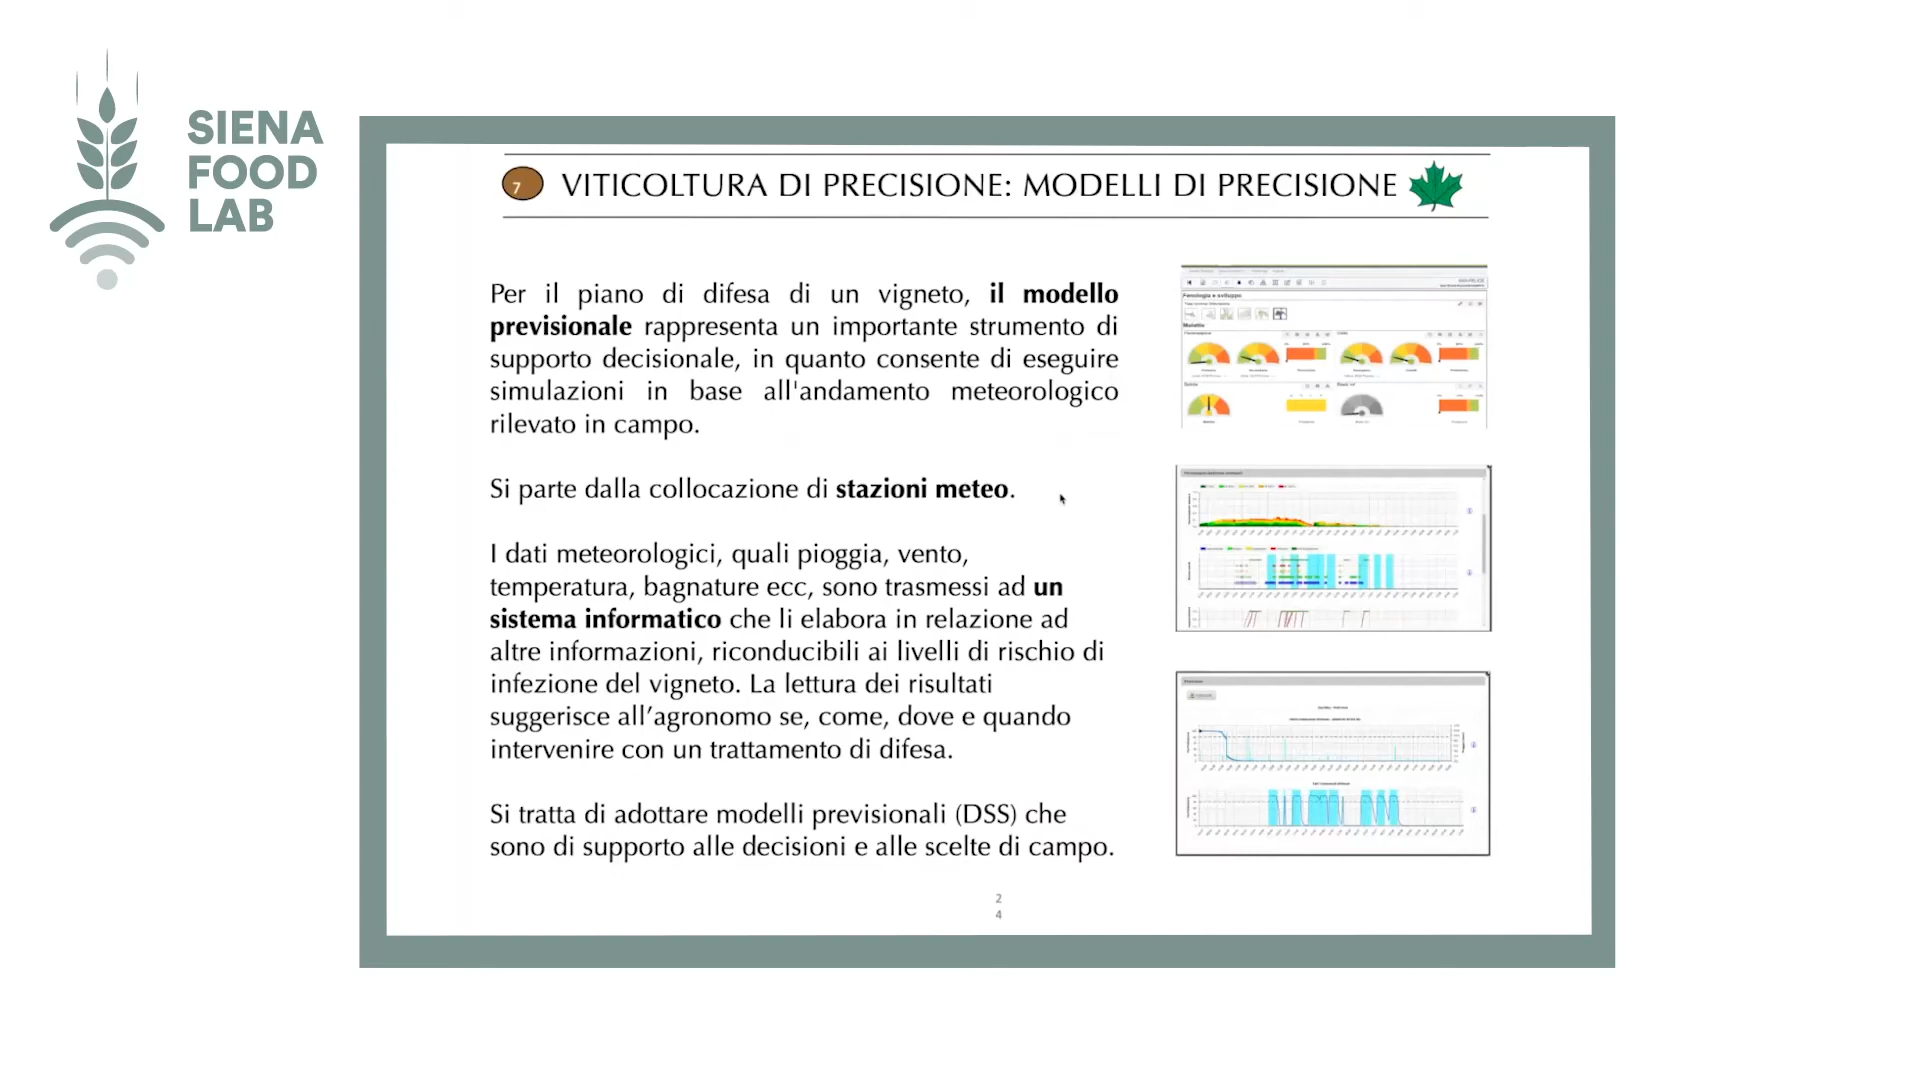 SIENA
FOOD
LAB
7
VITICOLTURA DI PRECISIONE: MODELLI DI PRECISIONE
Per il piano di difesa di un vigneto, il modello
previsionale rappresenta un importante strumento di
supporto decisionale, in quanto consente di eseguire
simulazioni in base all'andamento meteorologico
rilevato in campo.
Si parte dalla collocazione di stazioni meteo.
I dati meteorologici, quali pioggia, vento,
temperatura, bagnature ecc, sono trasmessi ad un
sistema informatico che li elabora in relazione ad
altre informazioni, riconducibili ai livelli di rischio di
infezione del vigneto. La lettura dei risultati
suggerisce all’agronomo se, come, dove e quando
intervenire con un trattamento di difesa.
Si tratta di adottare modelli previsionali (DSS) che
sono di supporto alle decisioni e alle scelte di campo.
Fenologia e sviluppo
Malattie
2
4